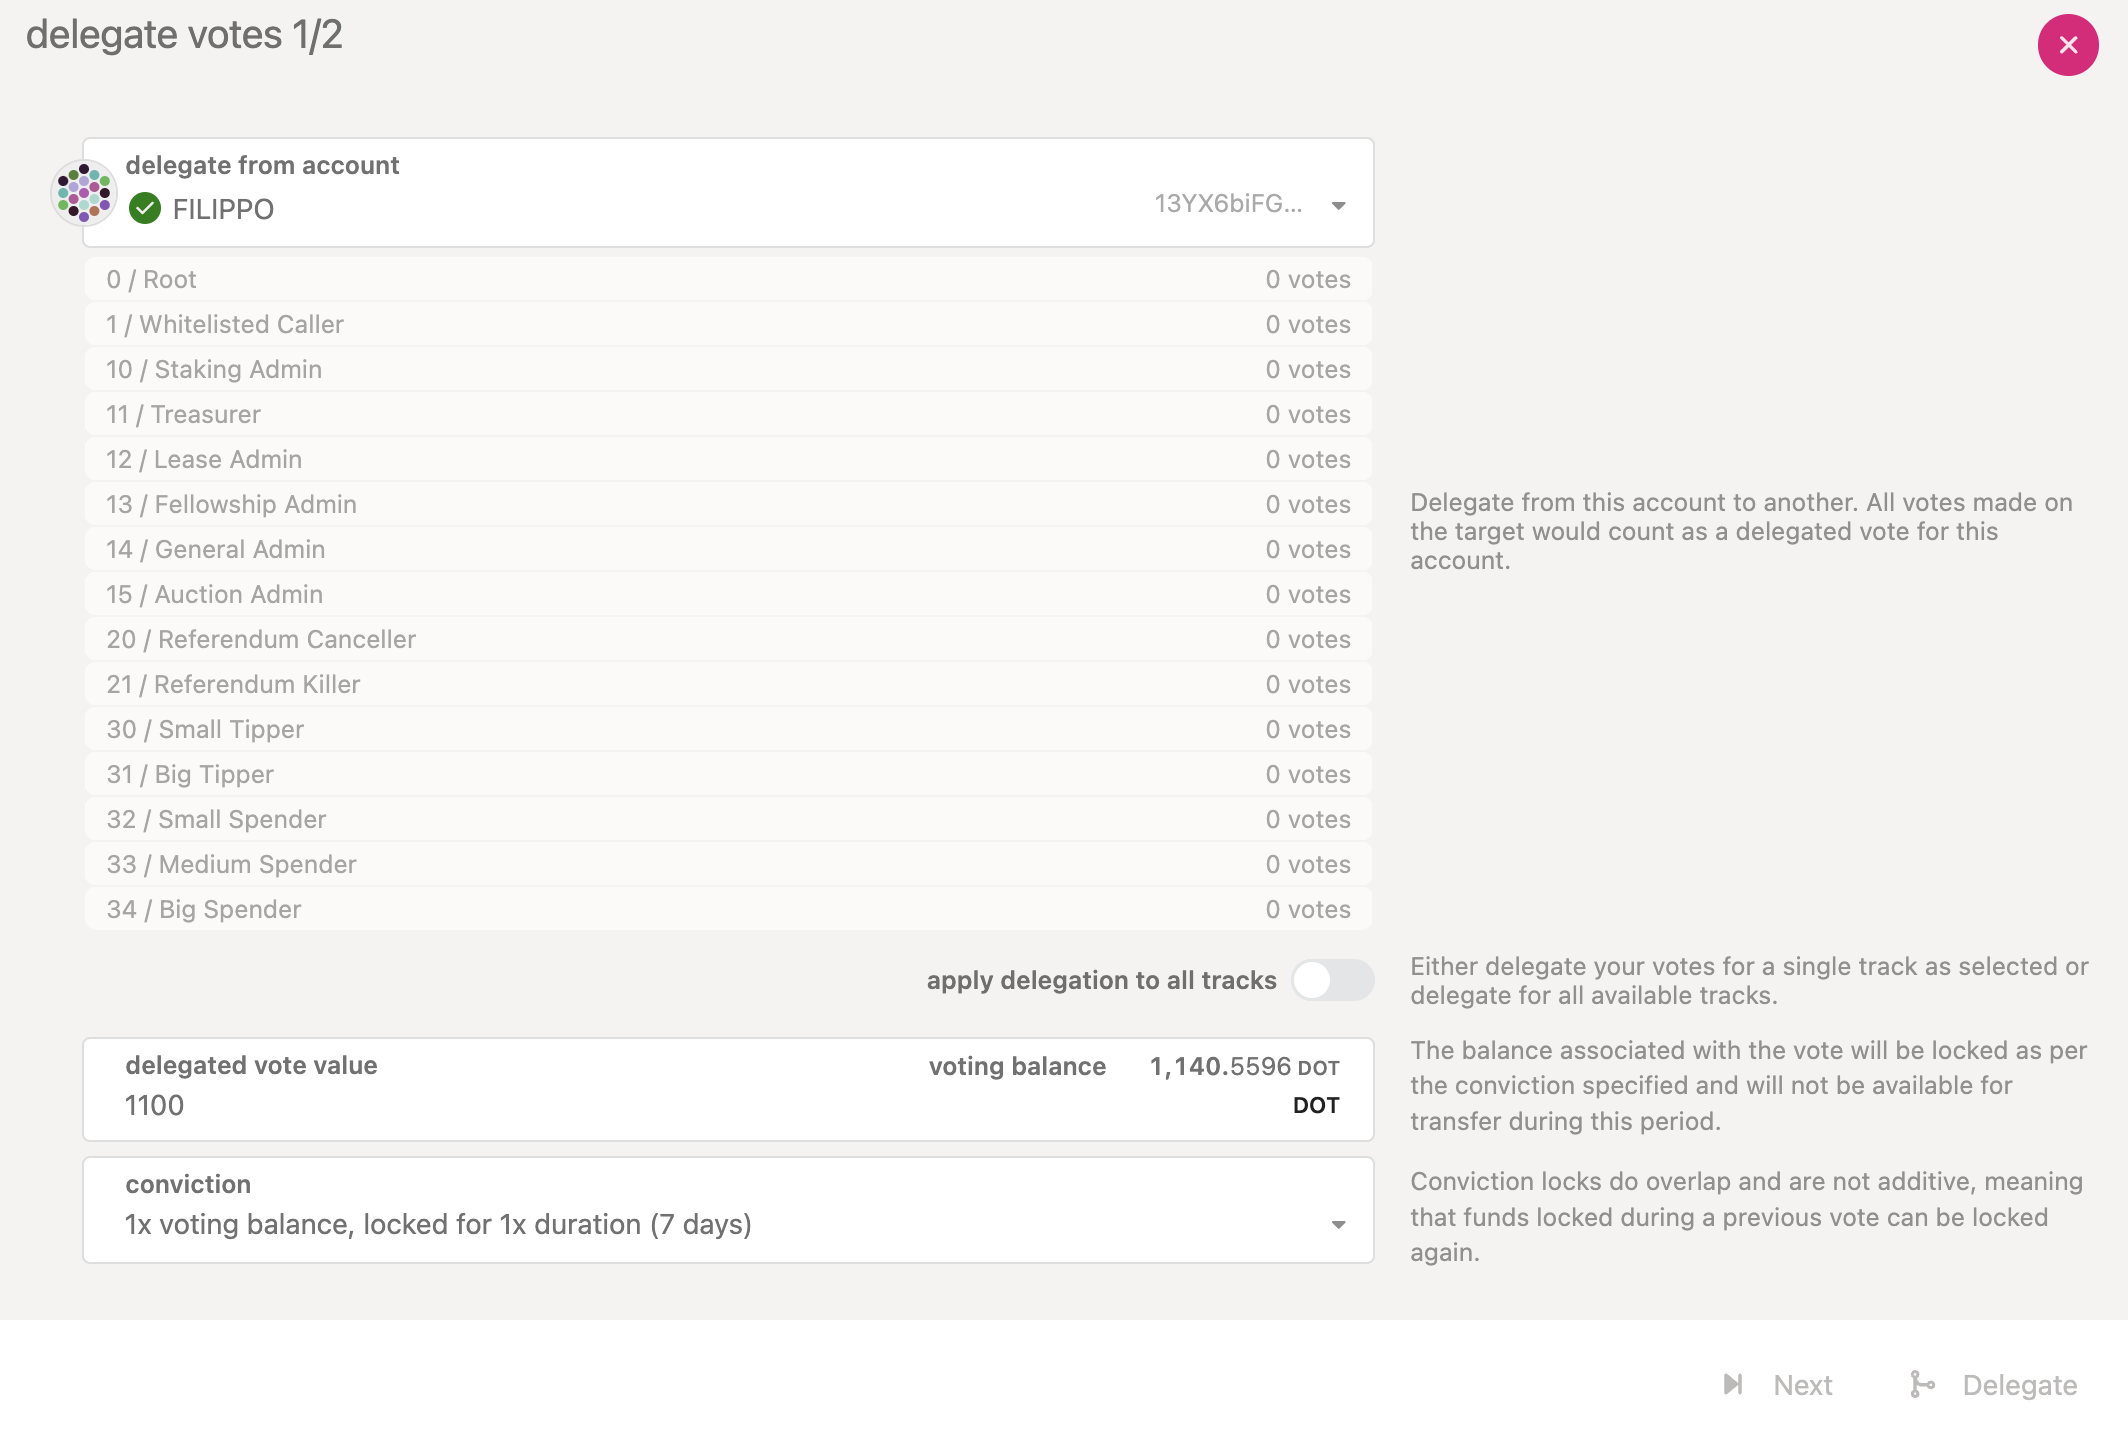 delegate votes 1/2
delegate from account
FILIPPO 13YX6biFG...
0 / Root 0 votes
1 / Whitelisted Caller 0 votes
10 / Staking Admin 0 votes
11 / Treasurer 0 votes
12 / Lease Admin 0 votes
13 / Fellowship Admin 0 votes
14 / General Admin 0 votes
15 / Auction Admin 0 votes
20 / Referendum Canceller 0 votes
21 / Referendum Killer 0 votes
30 / Small Tipper 0 votes
31 / Big Tipper 0 votes
32 / Small Spender 0 votes
33 / Medium Spender 0 votes
34 / Big Spender 0 votes
Delegate from this account to another. All votes made on
the target would count as a delegated vote for this
account.
apply delegation to all tracks
Either delegate your votes for a single track as selected or
delegate for all available tracks.
delegated vote value voting balance 1,140.5596 DOT
1100 DOT
The balance associated with the vote will be locked as per
the conviction specified and will not be available for
transfer during this period.
conviction
1x voting balance, locked for 1x duration (7 days)
Conviction locks do overlap and are not additive, meaning
that funds locked during a previous vote can be locked
again.
Next Delegate